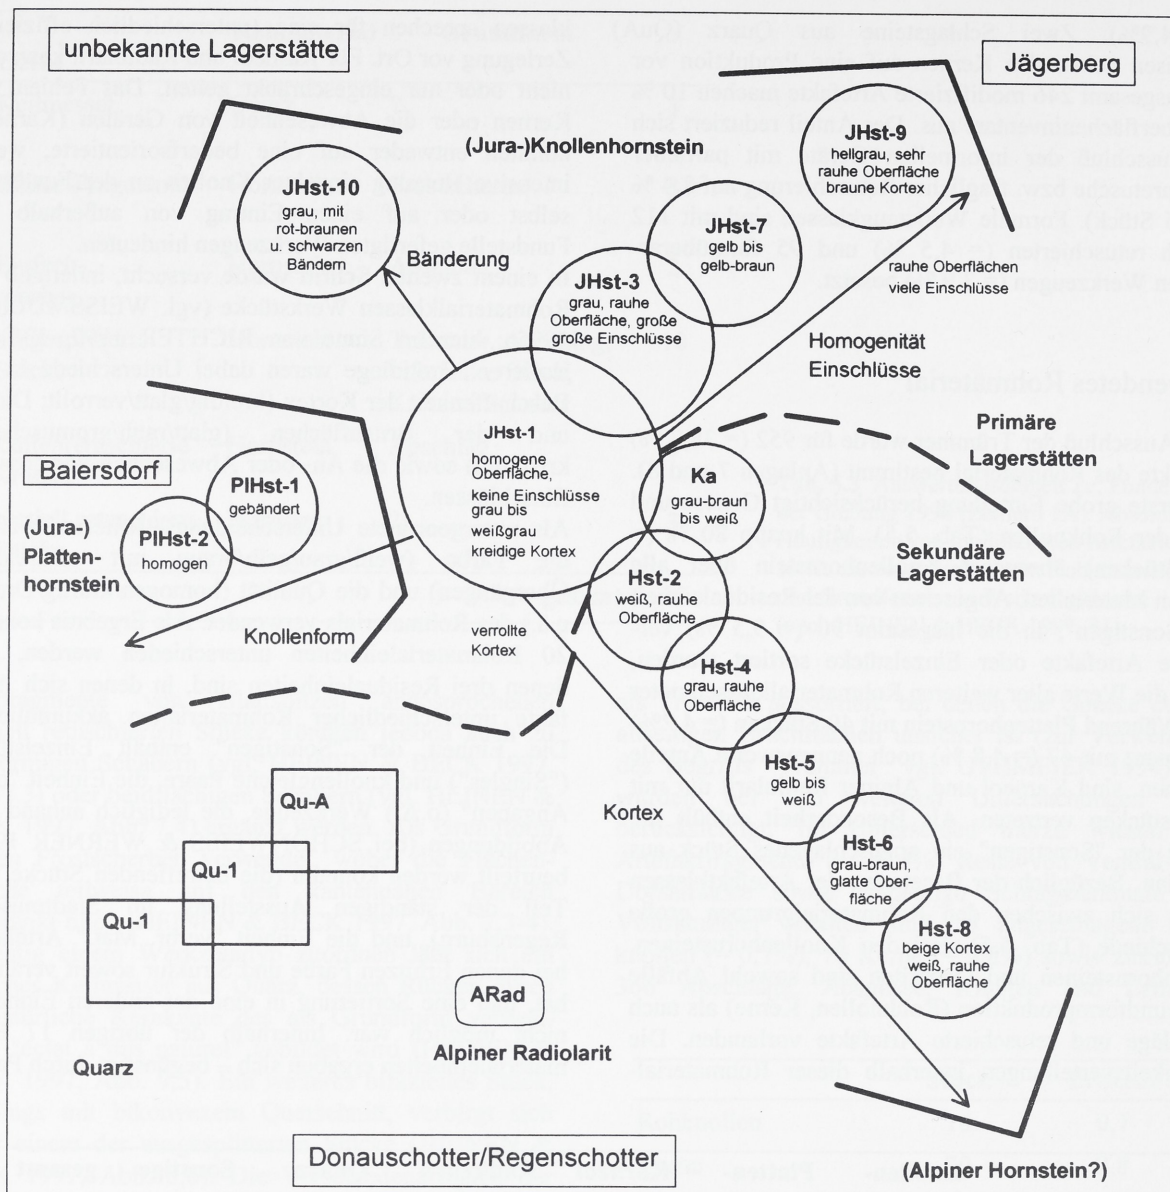 unbekannte Lagerstätte
Jägerberg
(Jura-)Knollenhornstein
JHst-9
hellgrau, sehr
rauhe Oberfläche
braune Kortex
JHst-10
grau, mit
rot-braunen
u. schwarzen
Bändern
Bänderung
JHst-7
gelb bis
gelb-braun
JHst-3
grau, rauhe
Oberfläche, große
große Einschlüsse
rauhe Oberflächen
viele Einschlüsse
Homogenität
Einschlüsse
Primäre
Lagerstätten
JHst-1
homogene
Oberfläche,
keine Einschlüsse
grau bis
weißgrau
kreidige Kortex
Ka
grau-braun
bis weiß
Baiersdorf
PlHst-1
gebändert
(Jura-)
Platten-
hornstein
PlHst-2
homogen
Sekundäre
Lagerstätten
Hst-2
weiß, rauhe
Oberfläche
Knollenform
verrollte
Kortex
Hst-4
grau, rauhe
Oberfläche
Hst-5
gelb bis
weiß
Kortex
Hst-6
grau-braun,
glatte Ober-
fläche
Hst-8
beige Kortex
weiß, rauhe
Oberfläche
Qu-A
Qu-1
Qu-1
Quarz
ARad
Alpiner Radiolarit
Donauschotter/Regenschotter
(Alpiner Hornstein?)